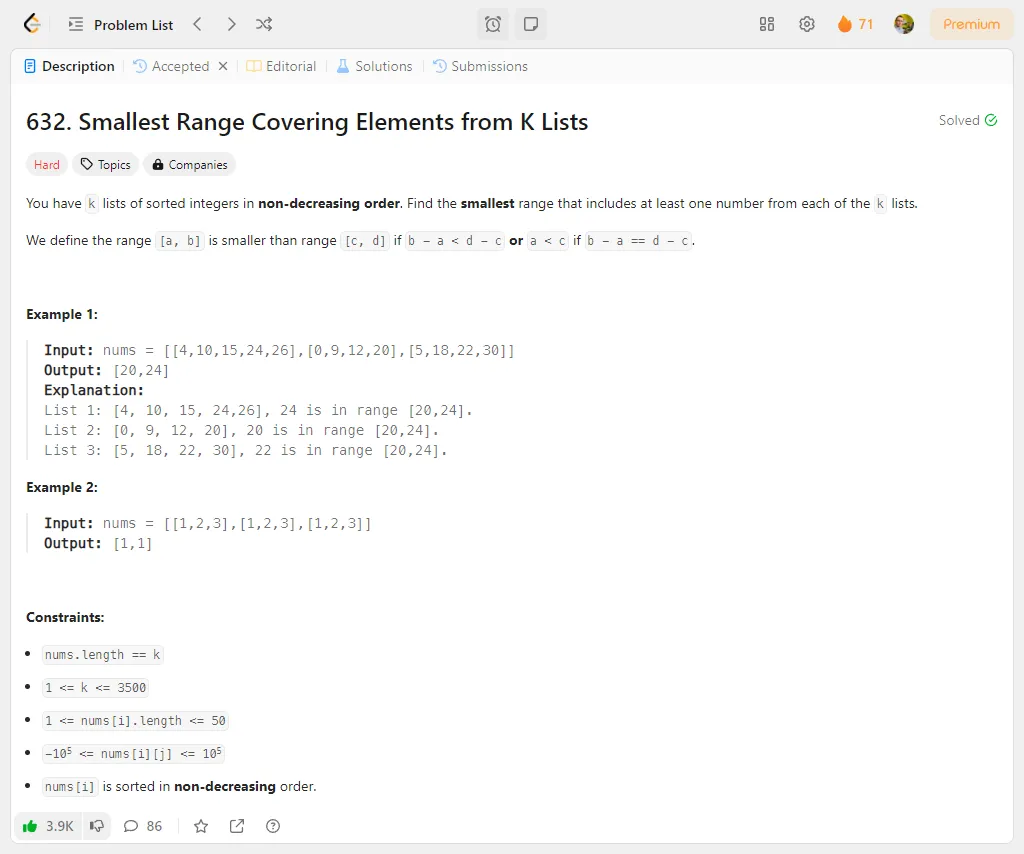 Problem List
71
Premium
Description
Accepted
Editorial
Solutions
Submissions
632. Smallest Range Covering Elements from K Lists
Solved
Hard
Topics
Companies
You have k lists of sorted integers in non-decreasing order. Find the smallest range that includes at least one number from each of the k lists.
We define the range [a, b] is smaller than range [c, d] if b - a < d - c or a < c if b - a == d - c.
Example 1:
Input: nums = [[4,10,15,24,26],[0,9,12,20],[5,18,22,30]]
Output: [20,24]
Explanation:
List 1: [4, 10, 15, 24,26], 24 is in range [20,24].
List 2: [0, 9, 12, 20], 20 is in range [20,24].
List 3: [5, 18, 22, 30], 22 is in range [20,24].
Example 2:
Input: nums = [[1,2,3],[1,2,3],[1,2,3]]
Output: [1,1]
Constraints:
• nums.length == k
• 1 <= k <= 3500
• 1 <= nums[i].length <= 50
• -10⁵ <= nums[i][j] <= 10⁵
• nums[i] is sorted in non-decreasing order.
3.9K
86